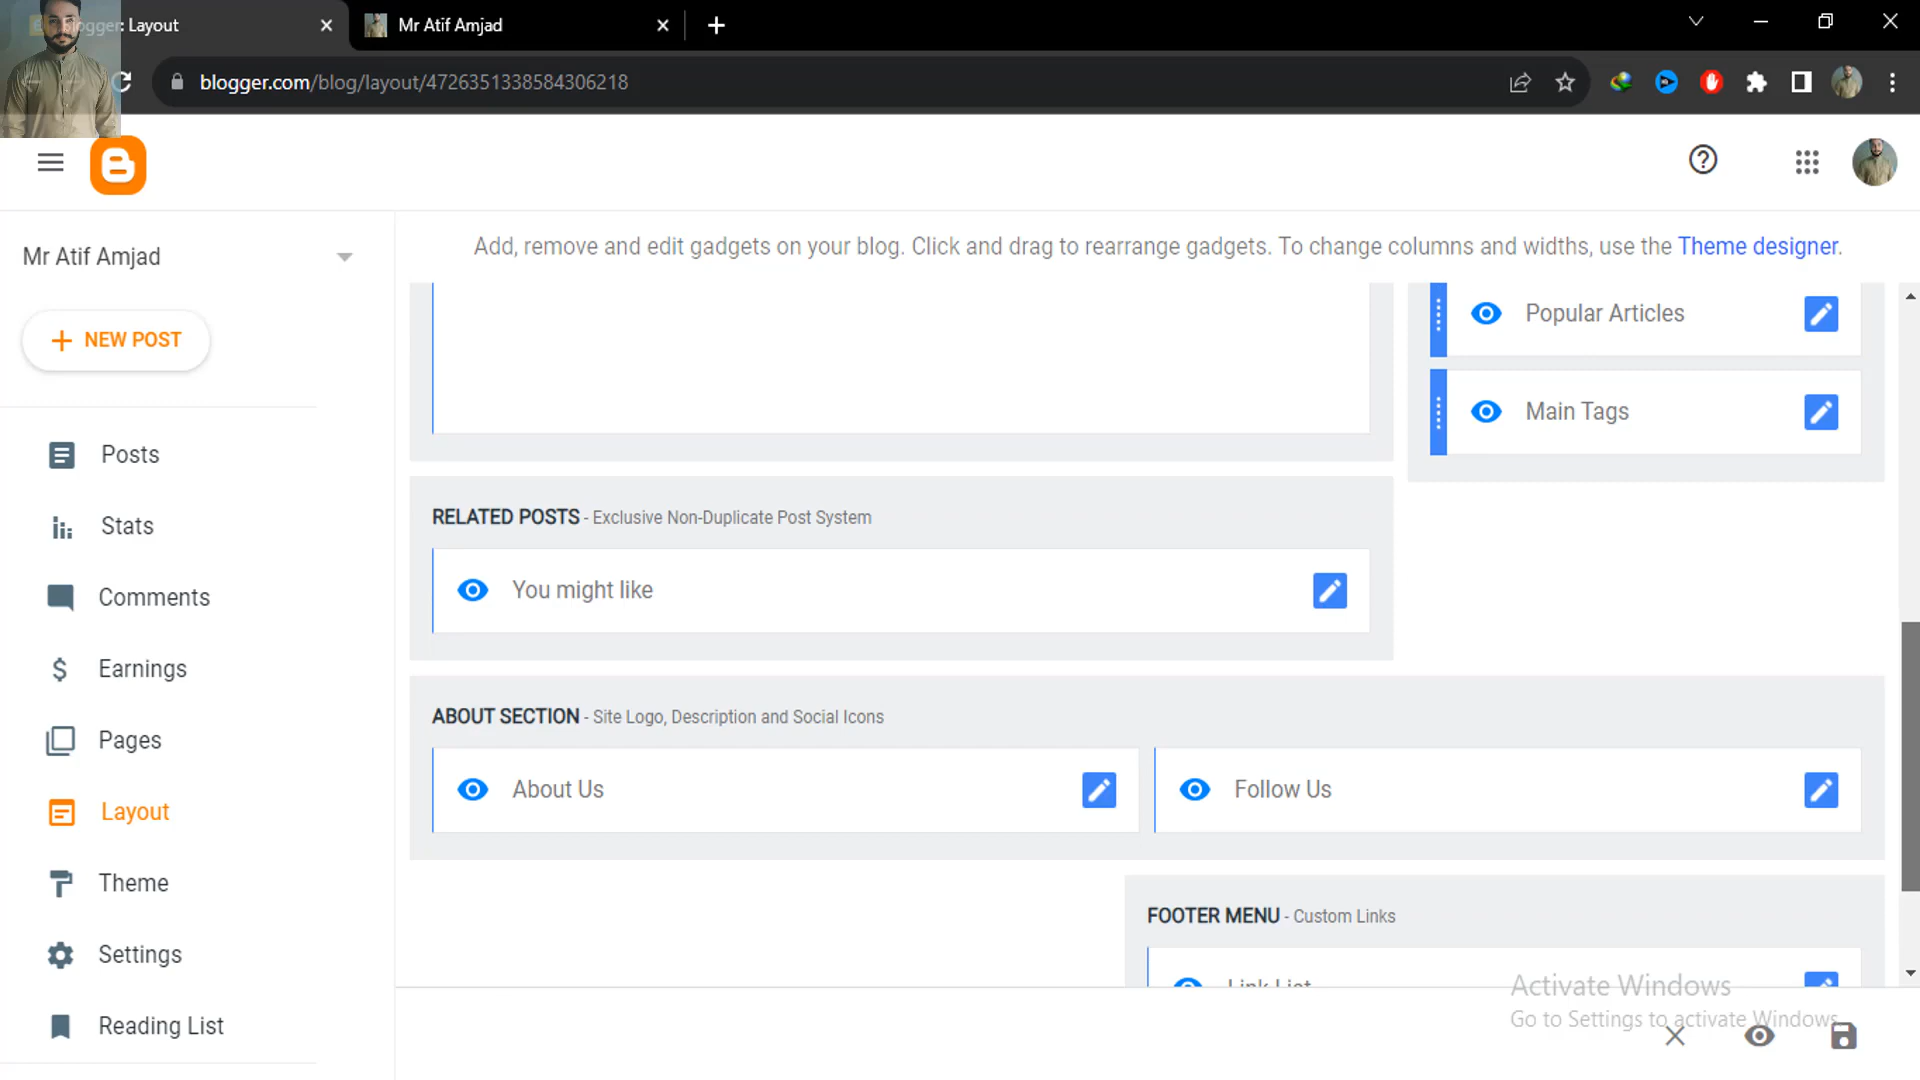 Blogger: Layout
Mr Atif Amjad
blogger.com/blog/layout/4726351338584306218
Mr Atif Amjad
Add, remove and edit gadgets on your blog. Click and drag to rearrange gadgets. To change columns and widths, use the Theme designer.
NEW POST
Posts
Stats
Comments
Earnings
Pages
Layout
Theme
Settings
Reading List
Popular Articles
Main Tags
RELATED POSTS - Exclusive Non-Duplicate Post System
You might like
ABOUT SECTION - Site Logo, Description and Social Icons
About Us
Follow Us
FOOTER MENU - Custom Links
Link List
Activate Windows
Go to Settings to activate Windows.